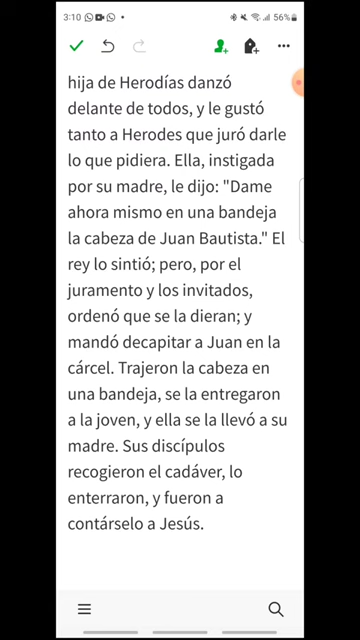 3:10
56%
hija de Herodías danzó
delante de todos, y le gustó
tanto a Herodes que juró darle
lo que pidiera. Ella, instigada
por su madre, le dijo: "Dame
ahora mismo en una bandeja
la cabeza de Juan Bautista." El
rey lo sintió; pero, por el
juramento y los invitados,
ordenó que se la dieran; y
mandó decapitar a Juan en la
cárcel. Trajeron la cabeza en
una bandeja, se la entregaron
a la joven, y ella se la llevó a su
madre. Sus discípulos
recogieron el cadáver, lo
enterraron, y fueron a
contárselo a Jesús.